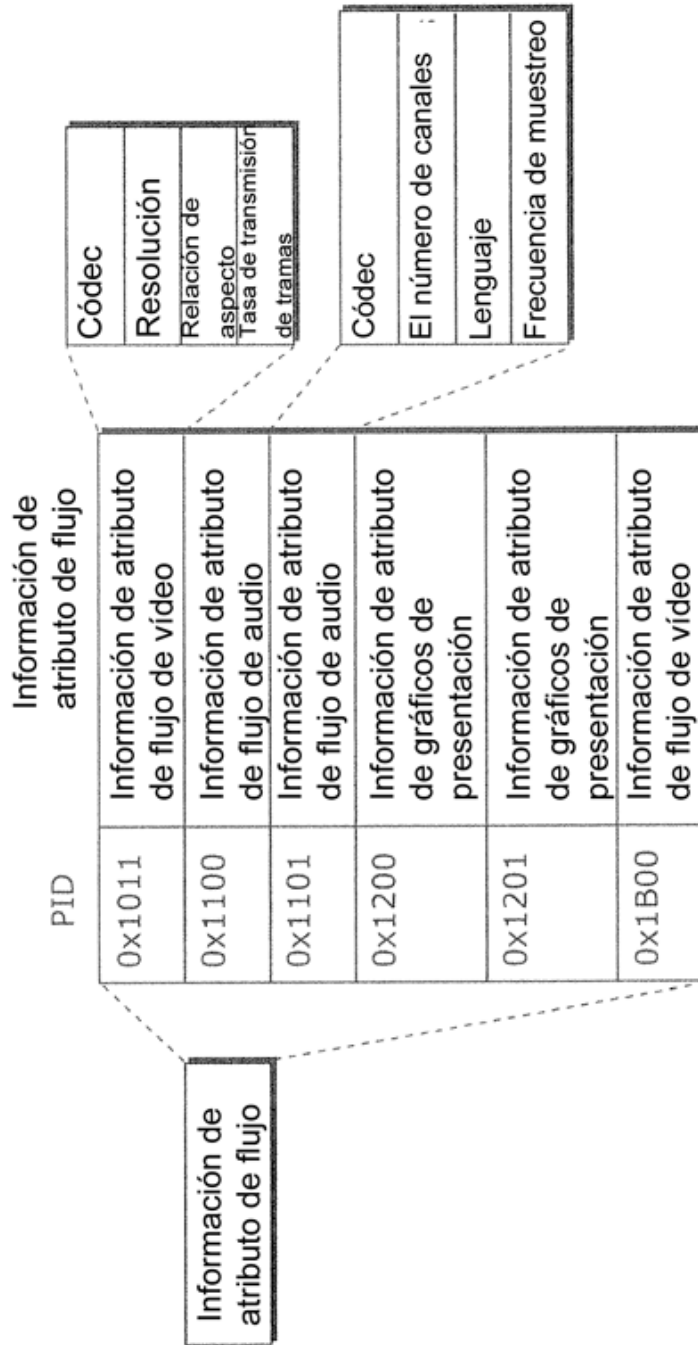 Información de
atributo de flujo
PID
Información de
atributo de flujo
0x1011
Información de atributo
de flujo de vídeo
0x1100
Información de atributo
de flujo de audio
0x1101
Información de atributo
de flujo de audio
0x1200
Información de atributo
de gráficos de
presentación
0x1201
Información de atributo
de gráficos de
presentación
0x1B00
Información de atributo
de flujo de vídeo
Códec
Resolución
Relación de
aspecto
Tasa de transmisión
de tramas
Códec
El número de canales
Lenguaje
Frecuencia de muestreo